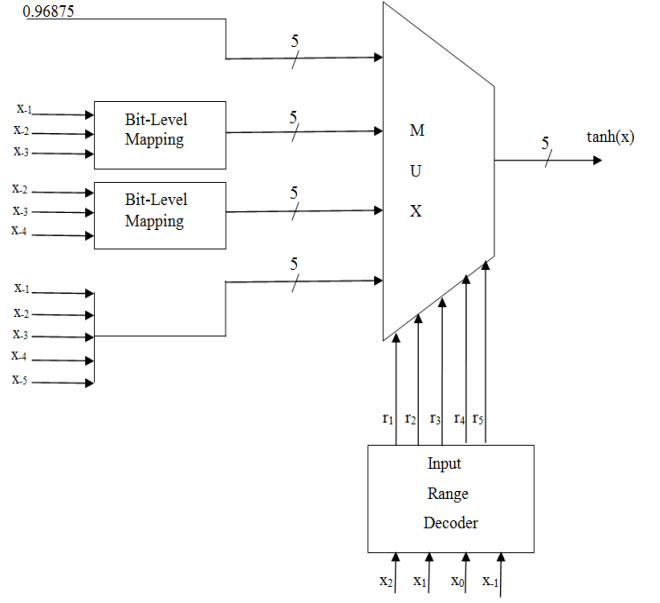 0.96875
5
X-1
X-2
X-3
Bit-Level
Mapping
5
X-2
X-3
X-4
Bit-Level
Mapping
5
X-1
X-2
X-3
X-4
X-5
5
M
U
X
5
tanh(x)
r1
r2
r3
r4
r5
Input
Range
Decoder
x2
x1
x0
x-1